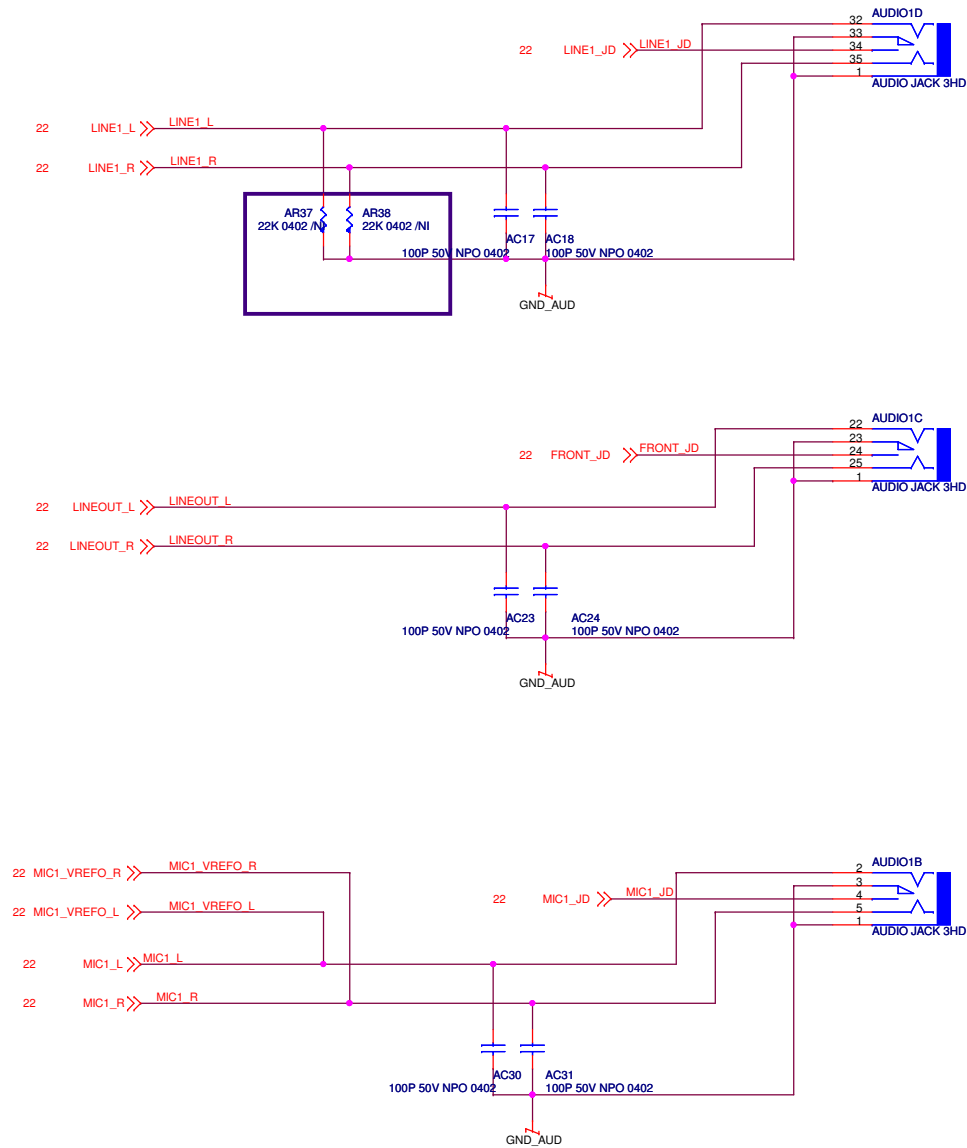 AUDIO1D
32
33
22 LINE1_JD LINE1_JD 34
35
1
AUDIO JACK 3HD
22 LINE1_L LINE1_L
22 LINE1_R LINE1_R
AR37 AR38
22K 0402 /NI 22K 0402 /NI
AC17 AC18
100P 50V NPO 0402 100P 50V NPO 0402
GND_AUD
AUDIO1C
22
23
22 FRONT_JD FRONT_JD 24
25
1
AUDIO JACK 3HD
22 LINEOUT_L LINEOUT_L
22 LINEOUT_R LINEOUT_R
AC23 AC24
100P 50V NPO 0402 100P 50V NPO 0402
GND_AUD
AUDIO1B
22 MIC1_VREFO_R MIC1_VREFO_R 2
3
22 MIC1_JD MIC1_JD 4
22 MIC1_VREFO_L MIC1_VREFO_L 5
1
AUDIO JACK 3HD
22 MIC1_L MIC1_L
22 MIC1_R MIC1_R
AC30 AC31
100P 50V NPO 0402 100P 50V NPO 0402
GND_AUD